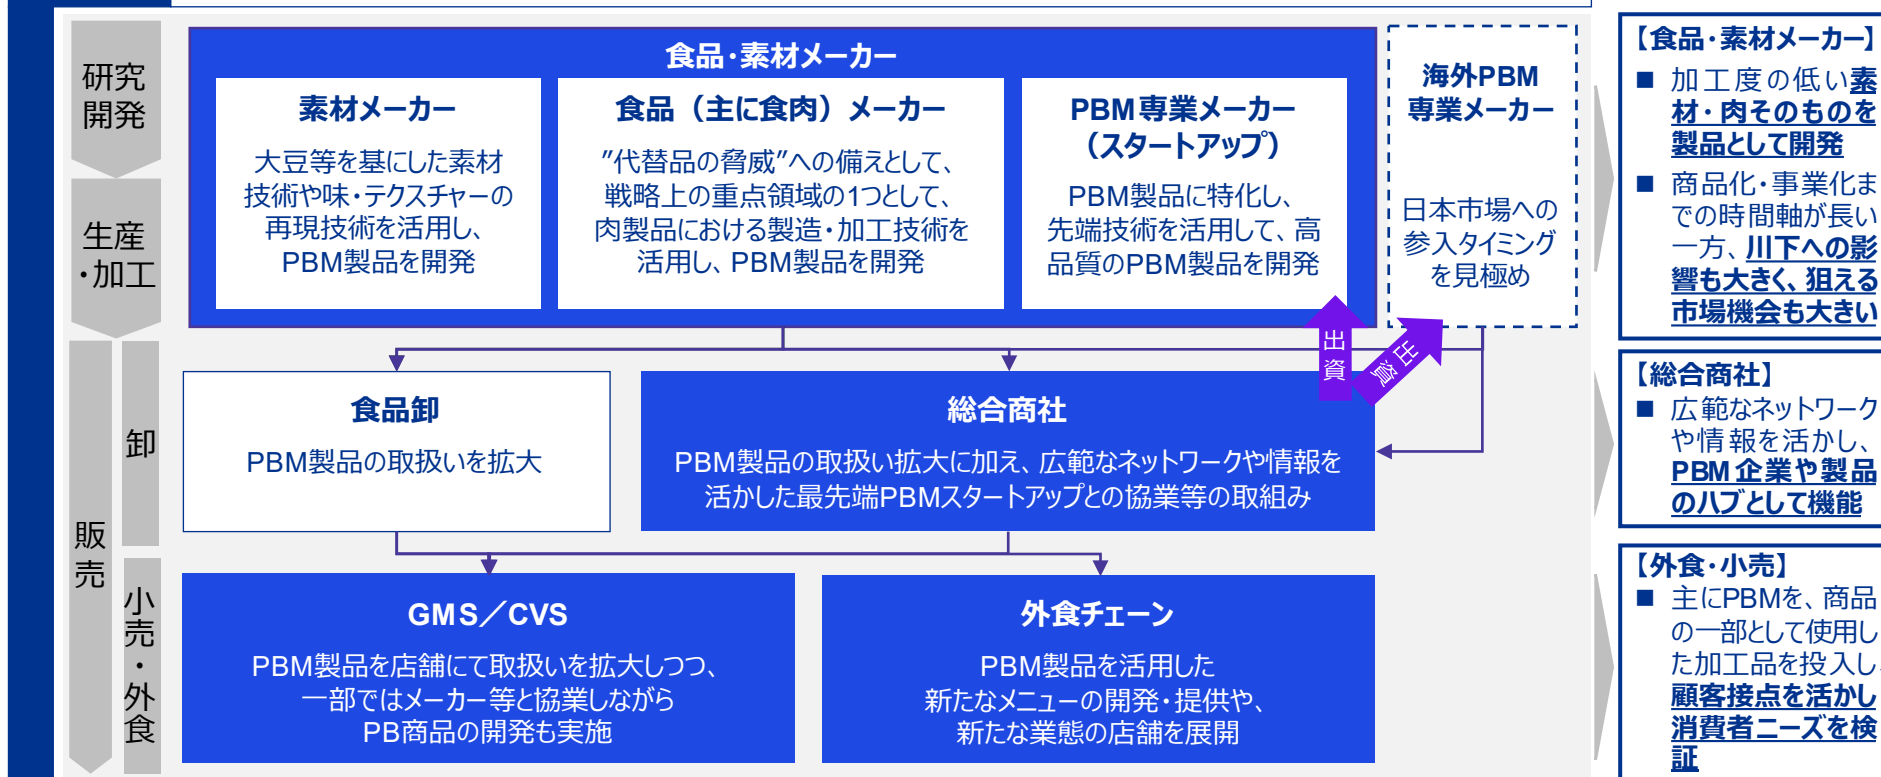 研究
開発
生産
・加工
販
売
卸
小
売
・
外
食
食品・素材メーカー
素材メーカー
大豆等を基にした素材
技術や味・テクスチャーの
再現技術を活用し、
PBM製品を開発
食品（主に食肉）メーカー
”代替品の脅威”への備えとして、
戦略上の重点領域の1つとして、
肉製品における製造・加工技術を
活用し、PBM製品を開発
PBM専業メーカー
（スタートアップ）
PBM製品に特化し、
先端技術を活用して、高
品質のPBM製品を開発
海外PBM
専業メーカー
日本市場への
参入タイミング
を見極め
出
資
出
資
食品卸
PBM製品の取扱いを拡大
総合商社
PBM製品の取扱い拡大に加え、広範なネットワークや情報を
活かした最先端PBMスタートアップとの協業等の取組み
GMS／CVS
PBM製品を店舗にて取扱いを拡大しつつ、
一部ではメーカー等と協業しながら
PB商品の開発も実施
外食チェーン
PBM製品を活用した
新たなメニューの開発・提供や、
新たな業態の店舗を展開
【食品・素材メーカー】
■ 加工度の低い素
材・肉そのものを
製品として開発
■ 商品化・事業化ま
での時間軸が長い
一方、川下への影
響も大きく、狙える
市場機会も大きい
【総合商社】
■ 広範なネットワーク
や情報を活かし、
PBM企業や製品
のハブとして機能
【外食・小売】
■ 主にPBMを、商品
の一部として使用し
た加工品を投入し、
顧客接点を活かし
消費者ニーズを検
証